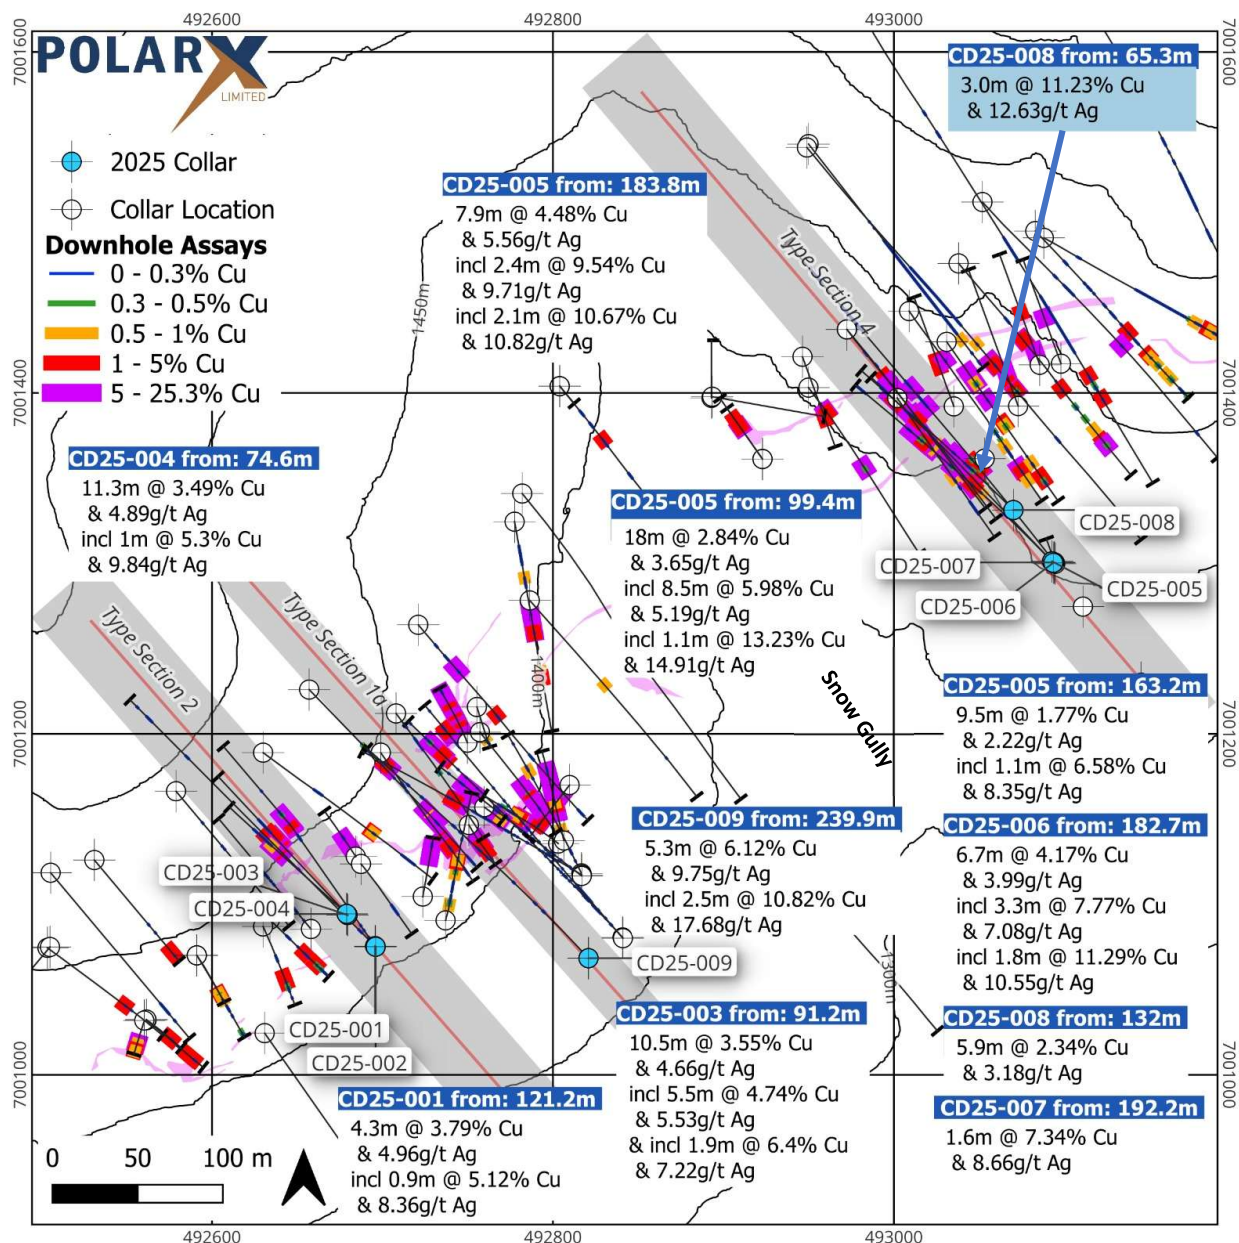 492600
492800
493000
7001600
7001600
POLARX
LIMITED
2025 Collar
Collar Location
Downhole Assays
0 - 0.3% Cu
0.3 - 0.5% Cu
0.5 - 1% Cu
1 - 5% Cu
5 - 25.3% Cu
CD25-008 from: 65.3m
3.0m @ 11.23% Cu
& 12.63g/t Ag
CD25-005 from: 183.8m
7.9m @ 4.48% Cu
& 5.56g/t Ag
incl 2.4m @ 9.54% Cu
& 9.71g/t Ag
incl 2.1m @ 10.67% Cu
& 10.82g/t Ag
1450m
Type Section 4
7001400
7001400
CD25-004 from: 74.6m
11.3m @ 3.49% Cu
& 4.89g/t Ag
incl 1m @ 5.3% Cu
& 9.84g/t Ag
CD25-005 from: 99.4m
18m @ 2.84% Cu
& 3.65g/t Ag
incl 8.5m @ 5.98% Cu
& 5.19g/t Ag
incl 1.1m @ 13.23% Cu
& 14.91g/t Ag
CD25-008
CD25-007
CD25-005
CD25-006
Type Section 2
Type Section 1a
1400m
Snow Gully
7001200
7001200
CD25-005 from: 163.2m
9.5m @ 1.77% Cu
& 2.22g/t Ag
incl 1.1m @ 6.58% Cu
& 8.35g/t Ag
CD25-009 from: 239.9m
5.3m @ 6.12% Cu
& 9.75g/t Ag
incl 2.5m @ 10.82% Cu
& 17.68g/t Ag
CD25-006 from: 182.7m
6.7m @ 4.17% Cu
& 3.99g/t Ag
incl 3.3m @ 7.77% Cu
& 7.08g/t Ag
incl 1.8m @ 11.29% Cu
& 10.55g/t Ag
CD25-003
CD25-004
CD25-009
1300m
CD25-001
CD25-002
CD25-003 from: 91.2m
10.5m @ 3.55% Cu
& 4.66g/t Ag
incl 5.5m @ 4.74% Cu
& 5.53g/t Ag
& incl 1.9m @ 6.4% Cu
& 7.22g/t Ag
CD25-008 from: 132m
5.9m @ 2.34% Cu
& 3.18g/t Ag
7001000
7001000
CD25-001 from: 121.2m
4.3m @ 3.79% Cu
& 4.96g/t Ag
incl 0.9m @ 5.12% Cu
& 8.36g/t Ag
CD25-007 from: 192.2m
1.6m @ 7.34% Cu
& 8.66g/t Ag
0 50 100 m
492600
492800
493000